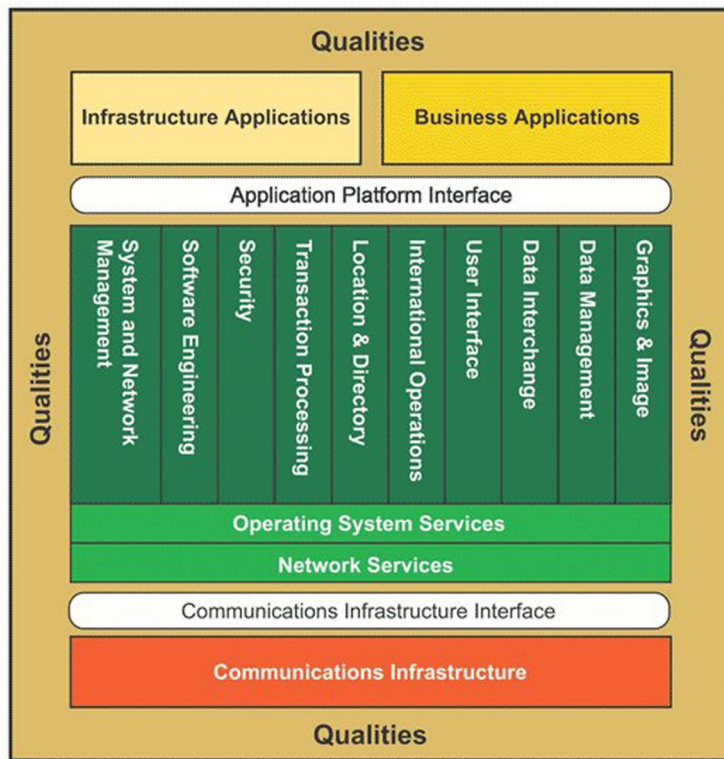 Qualities
Infrastructure Applications
Business Applications
Application Platform Interface
Qualities
System and Network
Management
Software Engineering
Security
Transaction Processing
Location & Directory
International Operations
User Interface
Data Interchange
Data Management
Graphics & Image
Qualities
Operating System Services
Network Services
Communications Infrastructure Interface
Communications Infrastructure
Qualities